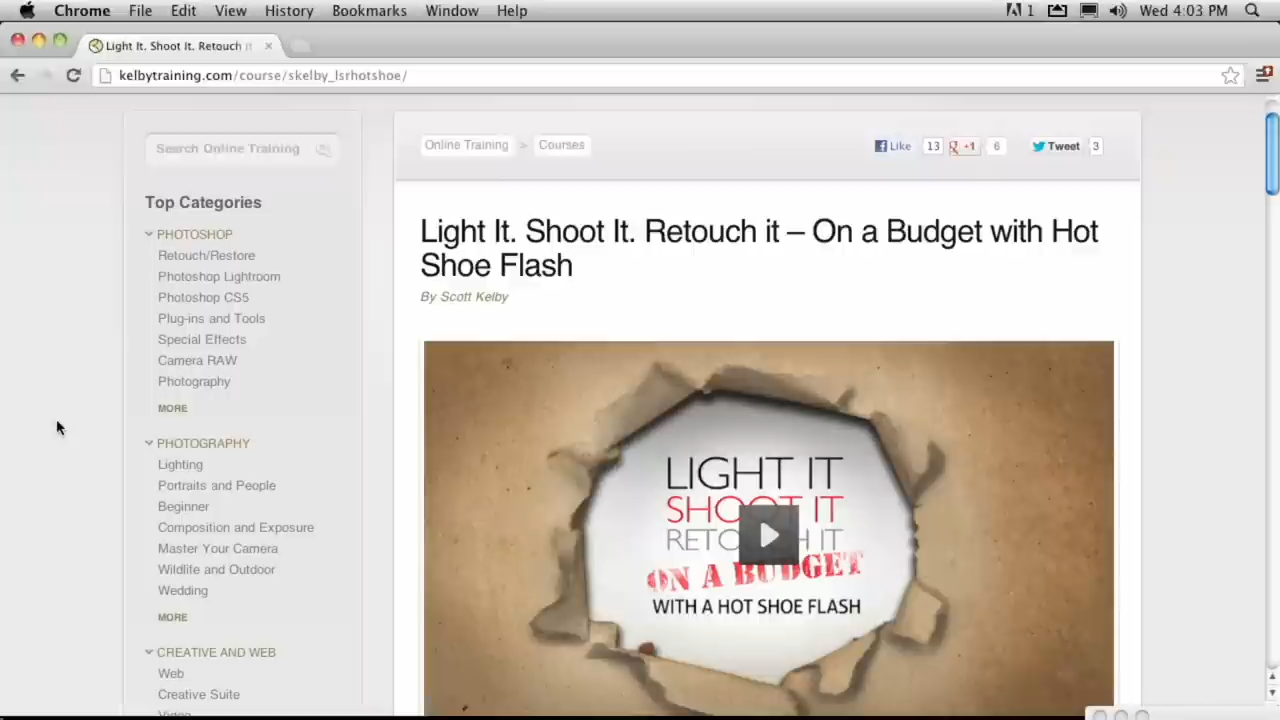 Chrome File Edit View History Bookmarks Window Help
1 Wed 4:03 PM
Light It. Shoot It. Retouch it
kelbytraining.com/course/skelby_lsrhotshoe/
Search Online Training
Top Categories
PHOTOSHOP
Retouch/Restore
Photoshop Lightroom
Photoshop CS5
Plug-ins and Tools
Special Effects
Camera RAW
Photography
MORE
PHOTOGRAPHY
Lighting
Portraits and People
Beginner
Composition and Exposure
Master Your Camera
Wildlife and Outdoor
Wedding
MORE
CREATIVE AND WEB
Web
Creative Suite
Video
Online Training > Courses
Like 13 +1 6 Tweet 3
Light It. Shoot It. Retouch it – On a Budget with Hot
Shoe Flash
By Scott Kelby
LIGHT IT
SHOOT IT
RETOUCH IT
ON A BUDGET
WITH A HOT SHOE FLASH